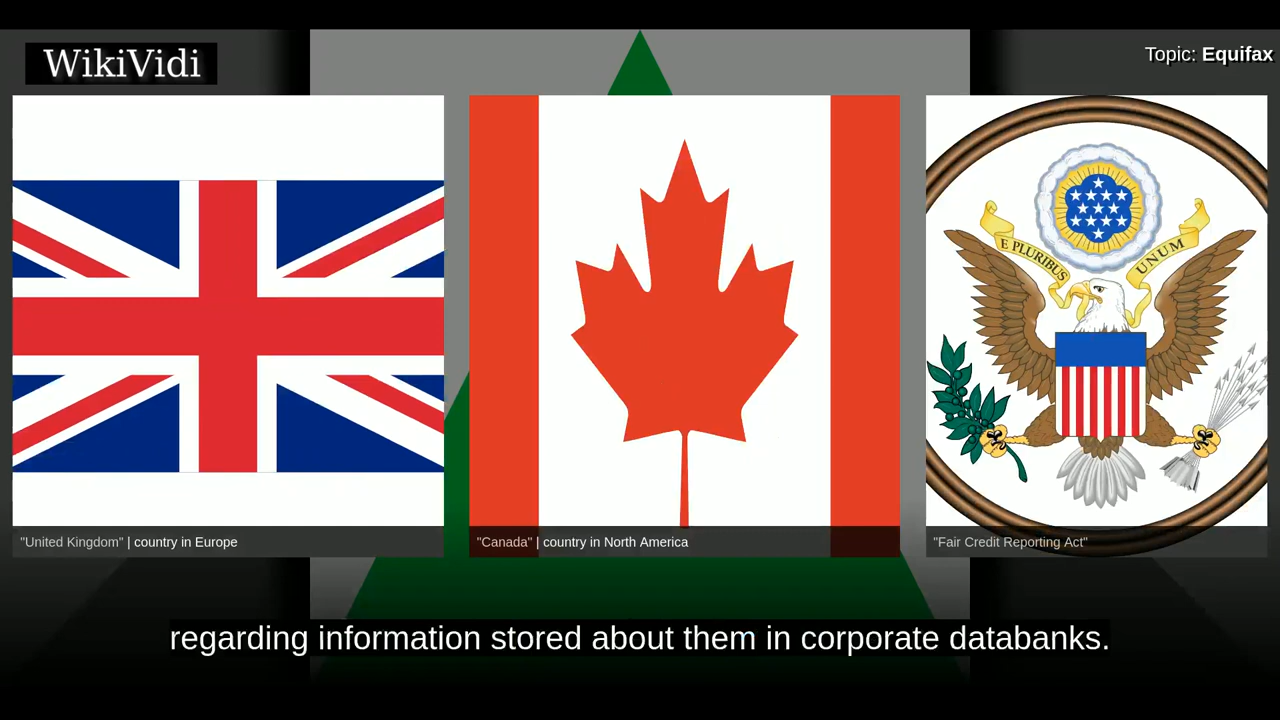 WikiVidi
Topic: Equifax
E PLURIBUS UNUM
"United Kingdom" | country in Europe
"Canada" | country in North America
"Fair Credit Reporting Act"
regarding information stored about them in corporate databanks.